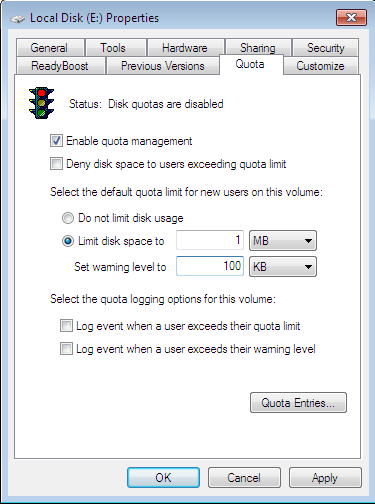 Local Disk (E:) Properties
General Tools Hardware Sharing Security
ReadyBoost Previous Versions Quota Customize
Status: Disk quotas are disabled
Enable quota management
Deny disk space to users exceeding quota limit
Select the default quota limit for new users on this volume:
Do not limit disk usage
Limit disk space to 1 MB
Set warning level to 100 KB
Select the quota logging options for this volume:
Log event when a user exceeds their quota limit
Log event when a user exceeds their warning level
Quota Entries...
OK Cancel Apply